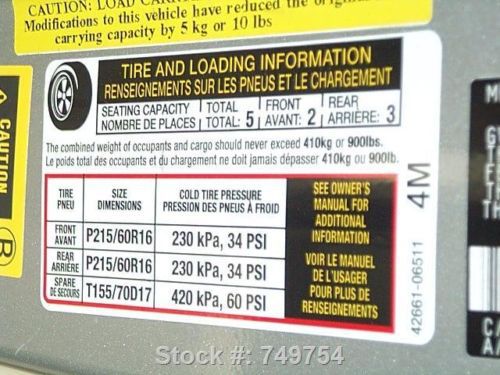 CAUTION: LOAD
Modifications to this vehicle have reduced the original
carrying capacity by 5 kg or 10 lbs
TIRE AND LOADING INFORMATION
RENSEIGNEMENTS SUR LES PNEUS ET LE CHARGEMENT
SEATING CAPACITY TOTAL FRONT REAR
NOMBRE DE PLACES: TOTAL: 5 AVANT: 2 ARRIÈRE: 3
The combined weight of occupants and cargo should never exceed 410kg or 900lbs.
Le poids total des occupants et du chargement ne doit jamais dépasser 410kg ou 900lb.
TIRE SIZE COLD TIRE PRESSURE
PNEU DIMENSIONS PRESSION DES PNEUS À FROID
FRONT
AVANT P215/60R16 230 kPa, 34 PSI
REAR
ARRIÈRE P215/60R16 230 kPa, 34 PSI
SPARE
DE SECOURS T155/70D17 420 kPa, 60 PSI
SEE OWNER'S
MANUAL FOR
ADDITIONAL
INFORMATION
VOIR LE MANUEL
DE L'USAGER
POUR PLUS DE
RENSEIGNEMENTS
42661-06511 4M
CAUTION
R
Stock #: 749754